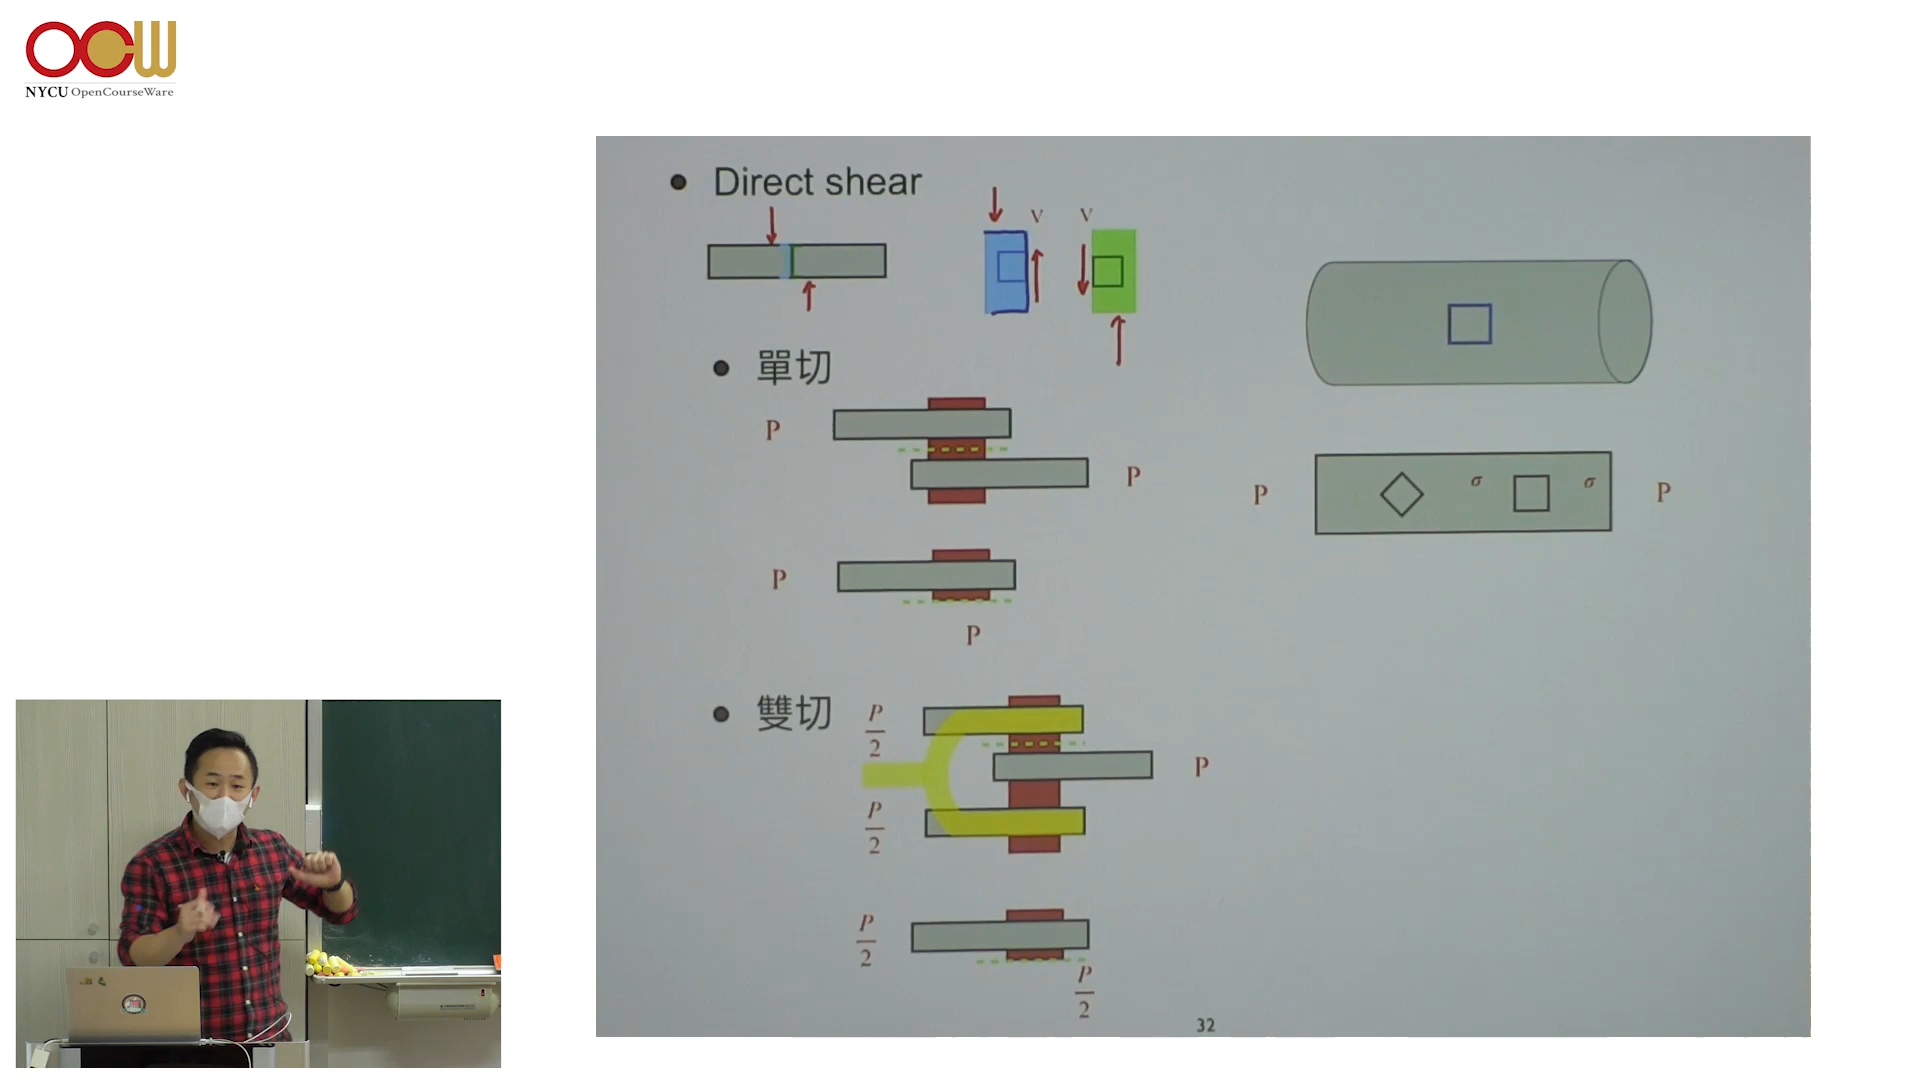 OCW
NYCU OpenCourseWare
Direct shear
V V
單切
P
P
P
P
雙切
P
2
P
P
2
P
2
P
2
σ σ
P P
32